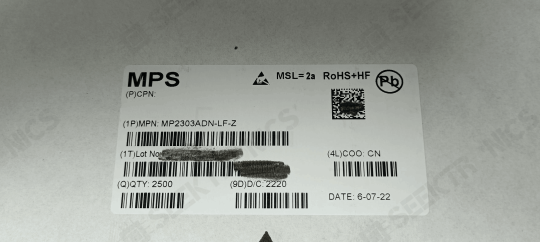 MPS
MSL= 2a RoHS+HF
Pb
(P)CPN:
(1P)MPN: MP2303ADN-LF-Z
(1T)Lot No
(4L)COO: CN
(Q)QTY: 2500
(9D)D/C: 2220
DATE: 6-07-22